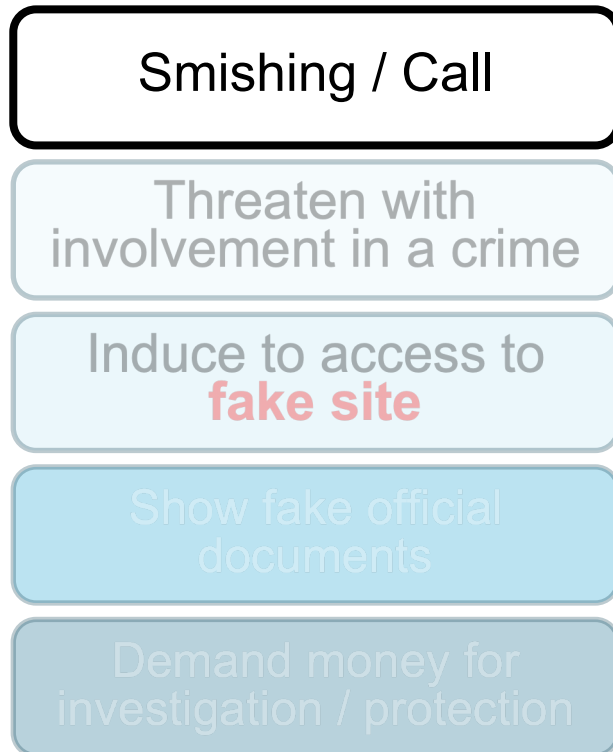 Smishing / Call
Threaten with
involvement in a crime
Induce to access to
fake site
Show fake official
documents
Demand money for
investigation / protection